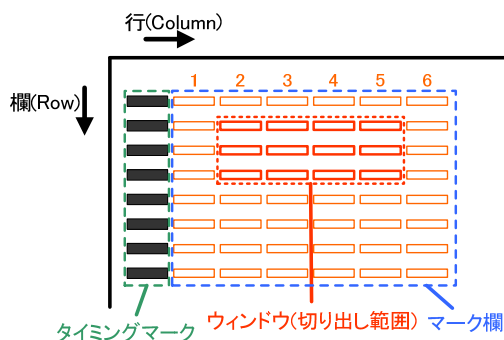 行(Column)
欄(Row)
1 2 3 4 5 6
タイミングマーク
ウィンドウ(切り出し範囲)
マーク欄